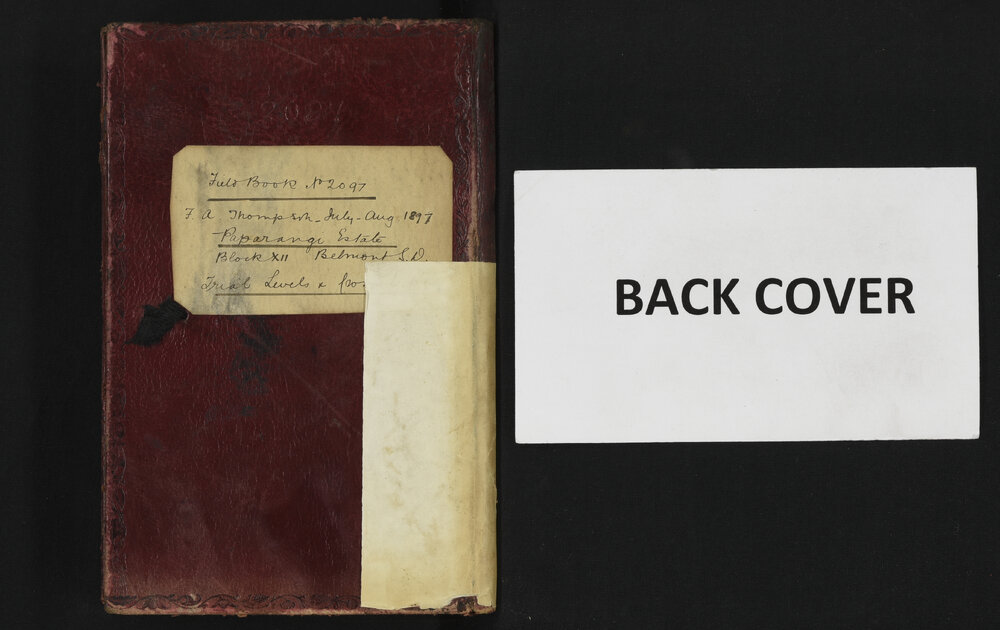 2097
Field Book No 2097
F. A. Thompson - July - Aug 1897
Paparangi Estate
Block XII Belmont S.D.
Trial Levels &
BACK COVER